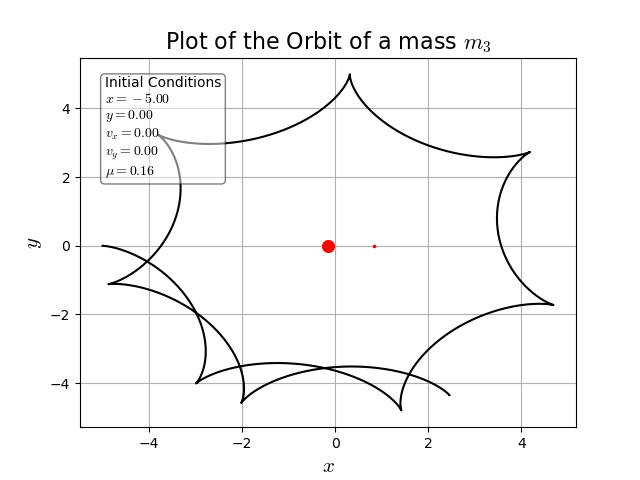 Plot of the Orbit of a mass m₃
Initial Conditions
x = −5.00
y = 0.00
vₓ = 0.00
v_y = 0.00
μ = 0.16
4
2
0
−2
−4
y
−4
−2
0
2
4
x